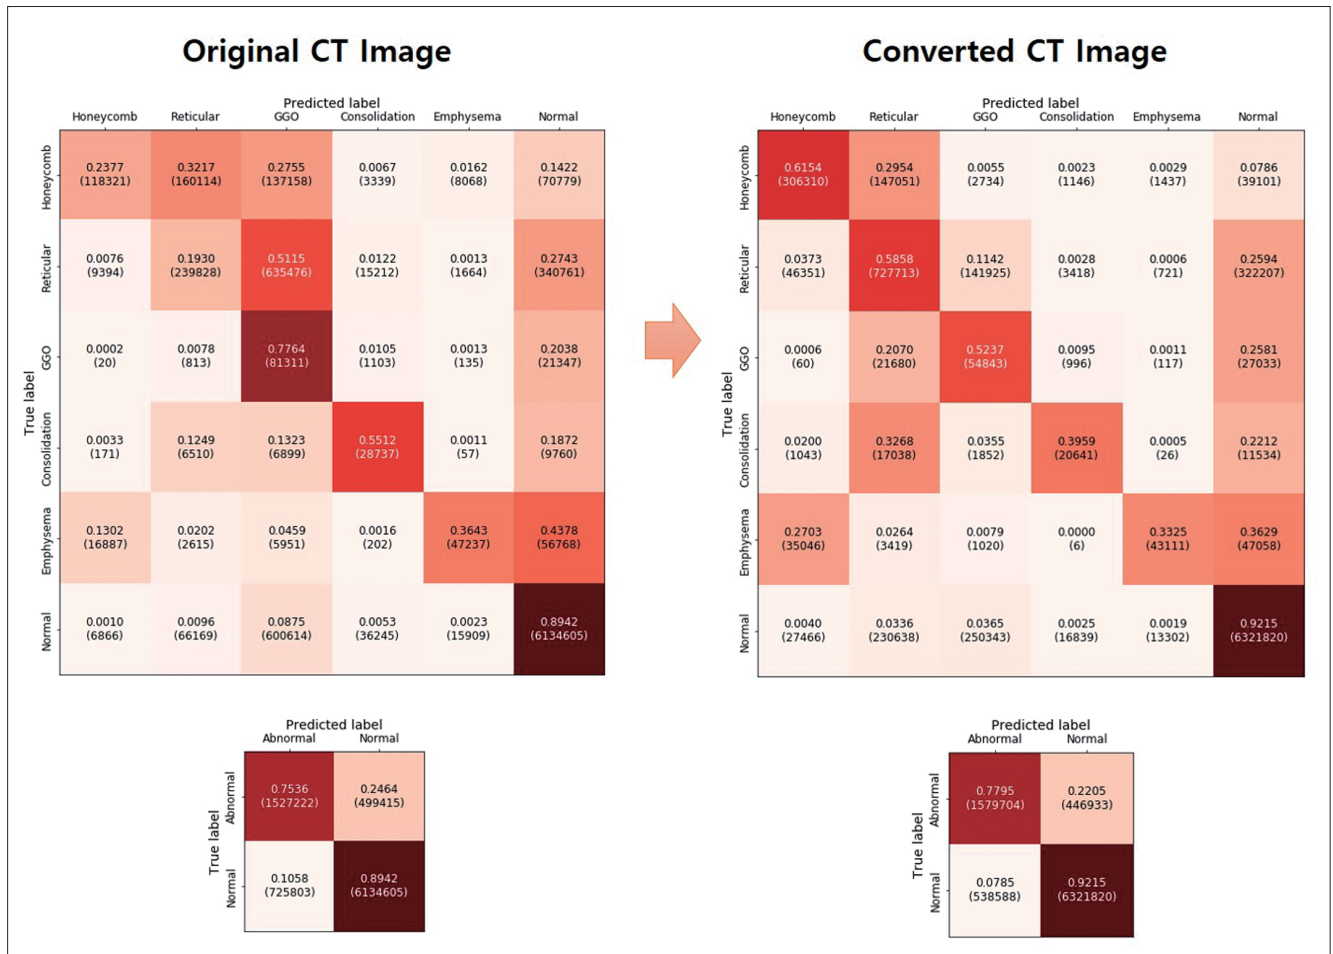 Original CT Image
Predicted label
Honeycomb Reticular GGO Consolidation Emphysema Normal
True label
Honeycomb
0.2377 0.3217 0.2755 0.0067 0.0162 0.1422
(118321) (160114) (137158) (3339) (8068) (70779)
Reticular
0.0076 0.1930 0.5115 0.0122 0.0013 0.2743
(9394) (239828) (635476) (15212) (1664) (340761)
GGO
0.0002 0.0078 0.7764 0.0105 0.0013 0.2038
(20) (813) (81311) (1103) (135) (21347)
Consolidation
0.0033 0.1249 0.1323 0.5512 0.0011 0.1872
(171) (6510) (6899) (28737) (57) (9760)
Emphysema
0.1302 0.0202 0.0459 0.0016 0.3643 0.4378
(16887) (2615) (5951) (202) (47237) (56768)
Normal
0.0010 0.0096 0.0875 0.0053 0.0023 0.8942
(6866) (66169) (600614) (36245) (15909) (6134605)
Predicted label
Abnormal Normal
True label
Abnormal
0.7536 0.2464
(1527222) (499415)
Normal
0.1058 0.8942
(725803) (6134605)
Converted CT Image
Predicted label
Honeycomb Reticular GGO Consolidation Emphysema Normal
True label
Honeycomb
0.6154 0.2954 0.0055 0.0023 0.0029 0.0786
(306310) (147051) (2734) (1146) (1437) (39101)
Reticular
0.0373 0.5858 0.1142 0.0028 0.0006 0.2594
(46351) (727713) (141925) (3418) (721) (322207)
GGO
0.0006 0.2070 0.5237 0.0095 0.0011 0.2581
(60) (21680) (54843) (996) (117) (27033)
Consolidation
0.0200 0.3268 0.0355 0.3959 0.0005 0.2212
(1043) (17038) (1852) (20641) (26) (11534)
Emphysema
0.2703 0.0264 0.0079 0.0000 0.3325 0.3629
(35046) (3419) (1020) (6) (43111) (47058)
Normal
0.0040 0.0336 0.0365 0.0025 0.0019 0.9215
(27466) (230638) (250343) (16839) (13302) (6321820)
Predicted label
Abnormal Normal
True label
Abnormal
0.7795 0.2205
(1579704) (446933)
Normal
0.0785 0.9215
(538588) (6321820)